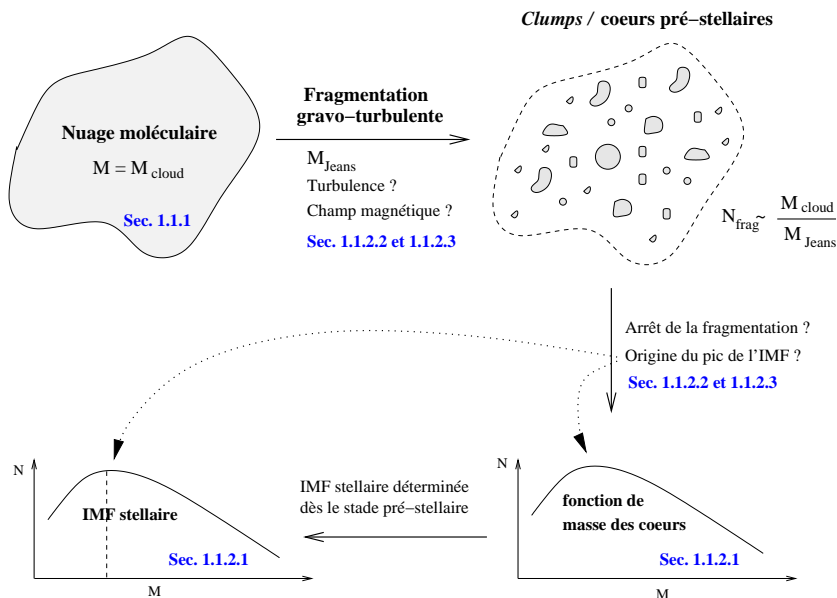 Clumps / coeurs pré−stellaires
Nuage moléculaire
M = M cloud
Sec. 1.1.1
Fragmentation
gravo−turbulente
M Jeans
Turbulence ?
Champ magnétique ?
Sec. 1.1.2.2 et 1.1.2.3
N frag ~ M cloud
M Jeans
Arrêt de la fragmentation ?
Origine du pic de l'IMF ?
Sec. 1.1.2.2 et 1.1.2.3
N
IMF stellaire
Sec. 1.1.2.1
M
IMF stellaire déterminée
dès le stade pré−stellaire
N
fonction de
masse des coeurs
Sec. 1.1.2.1
M